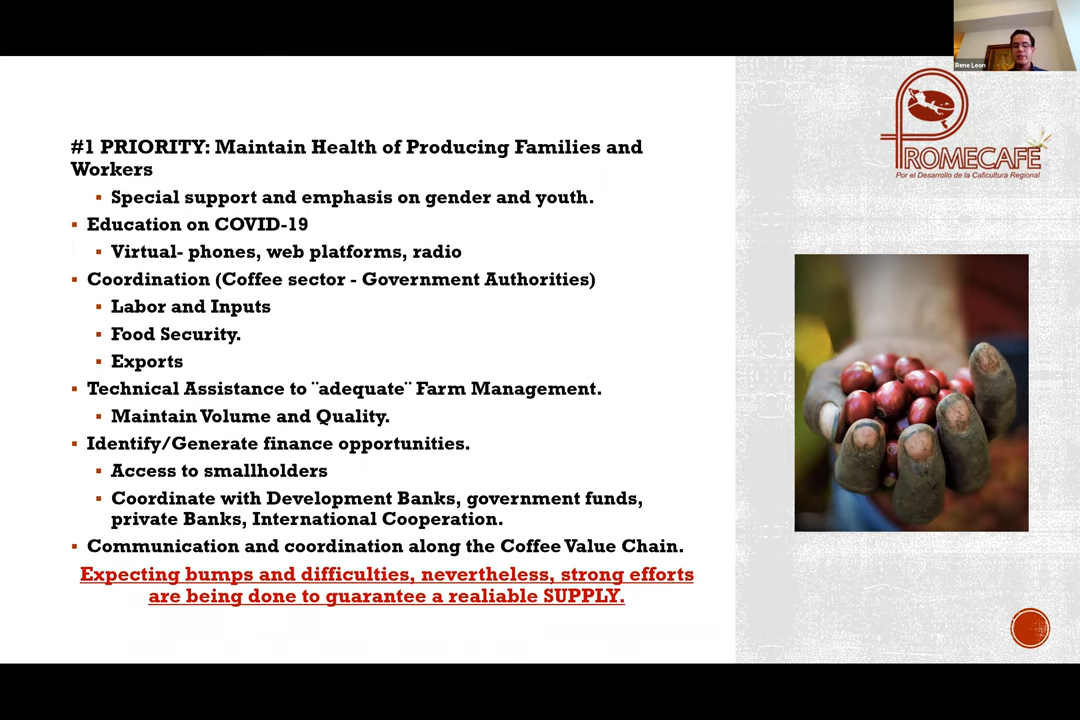 Rene Leon
PROMECAFE
Por el Desarrollo de la Caficultura Regional
#1 PRIORITY: Maintain Health of Producing Families and
Workers
Special support and emphasis on gender and youth.
Education on COVID-19
Virtual- phones, web platforms, radio
Coordination (Coffee sector - Government Authorities)
Labor and Inputs
Food Security.
Exports
Technical Assistance to ¨adequate¨ Farm Management.
Maintain Volume and Quality.
Identify/Generate finance opportunities.
Access to smallholders
Coordinate with Development Banks, government funds,
private Banks, International Cooperation.
Communication and coordination along the Coffee Value Chain.
Expecting bumps and difficulties, nevertheless, strong efforts
are being done to guarantee a realiable SUPPLY.